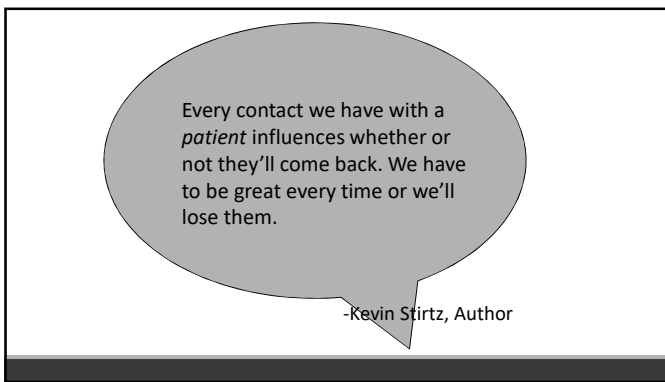 Every contact we have with a
patient influences whether or
not they’ll come back. We have
to be great every time or we’ll
lose them.
-Kevin Stirtz, Author